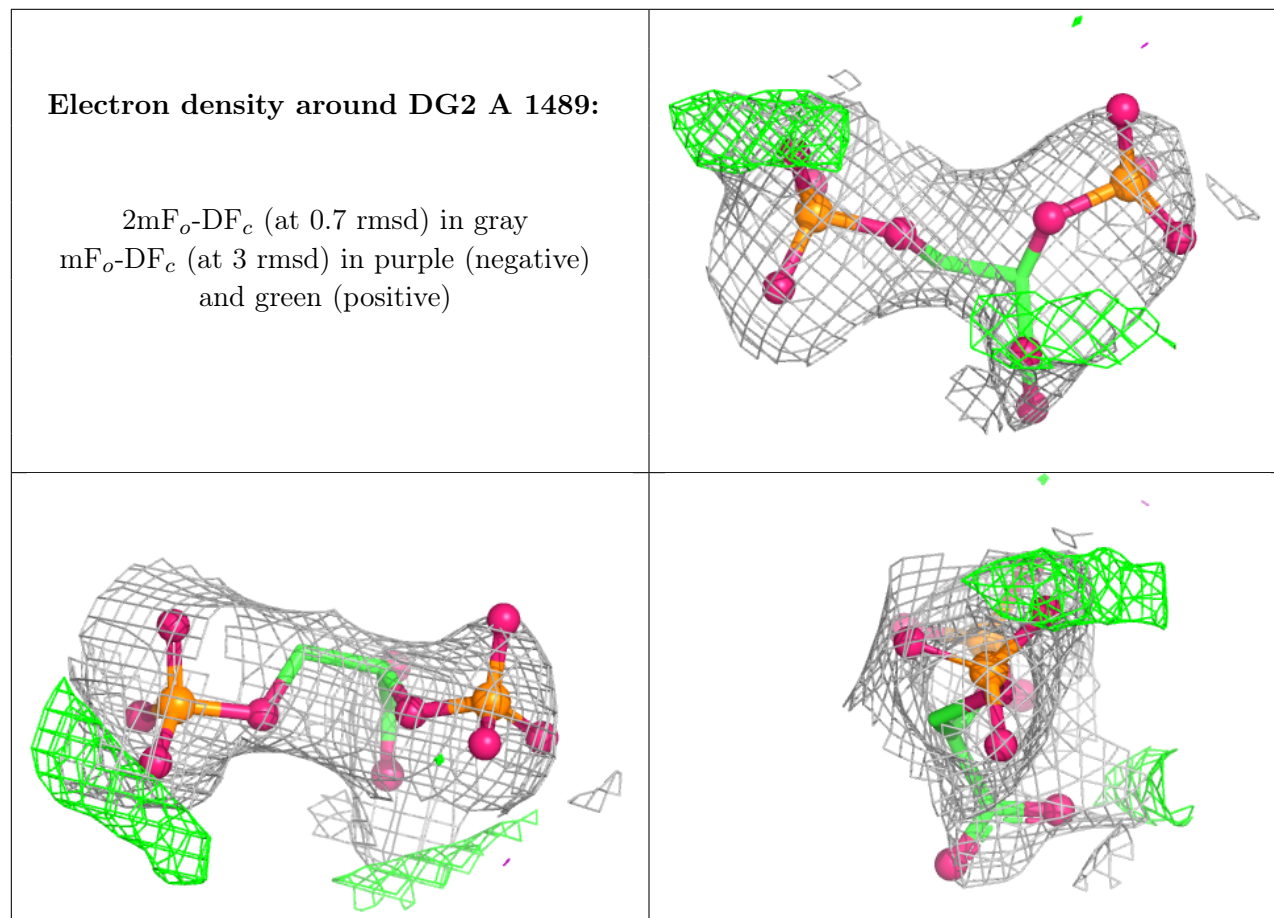 Electron density around DG2 A 1489:
2mFo-DFc (at 0.7 rmsd) in gray
mFo-DFc (at 3 rmsd) in purple (negative)
and green (positive)